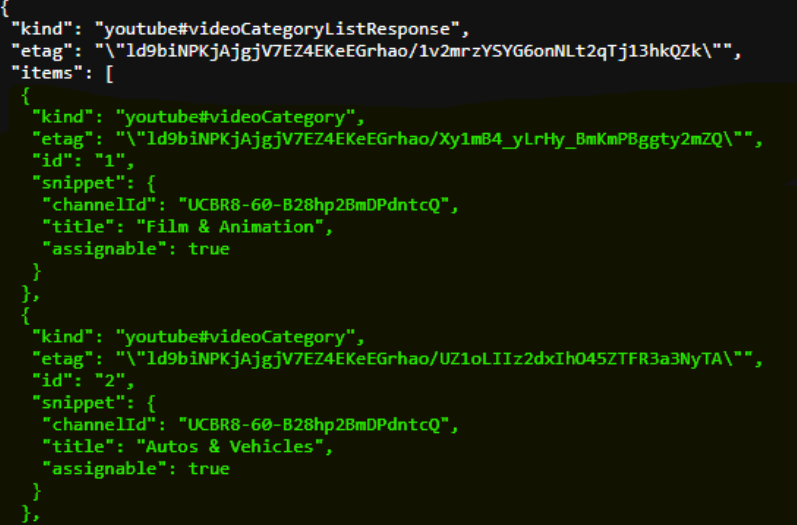 {
"kind": "youtube#videoCategoryListResponse",
"etag": "\"ld9biNPKjAjgjV7EZ4EKeEGrhao/1v2mrzYSYG6onNLt2qTj13hkQZk\"",
"items": [
{
"kind": "youtube#videoCategory",
"etag": "\"ld9biNPKjAjgjV7EZ4EKeEGrhao/Xy1mB4_yLrHy_BmKmPBggty2mZQ\"",
"id": "1",
"snippet": {
"channelId": "UCBR8-60-B28hp2BmDPdntcQ",
"title": "Film & Animation",
"assignable": true
}
},
{
"kind": "youtube#videoCategory",
"etag": "\"ld9biNPKjAjgjV7EZ4EKeEGrhao/UZ1oLIIz2dxIhO45ZTFR3a3NyTA\"",
"id": "2",
"snippet": {
"channelId": "UCBR8-60-B28hp2BmDPdntcQ",
"title": "Autos & Vehicles",
"assignable": true
}
},